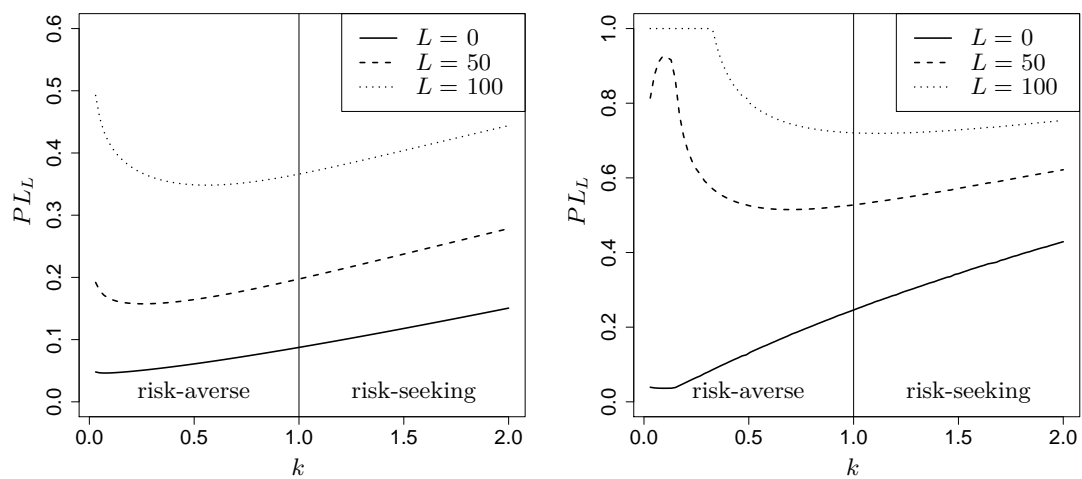 0.6
0.5
0.4
0.3
0.2
0.1
0.0
PL_L
L = 0
L = 50
L = 100
risk-averse
risk-seeking
0.0 0.5 1.0 1.5 2.0
k
1.0
0.8
0.6
0.4
0.2
0.0
PL_L
L = 0
L = 50
L = 100
risk-averse
risk-seeking
0.0 0.5 1.0 1.5 2.0
k